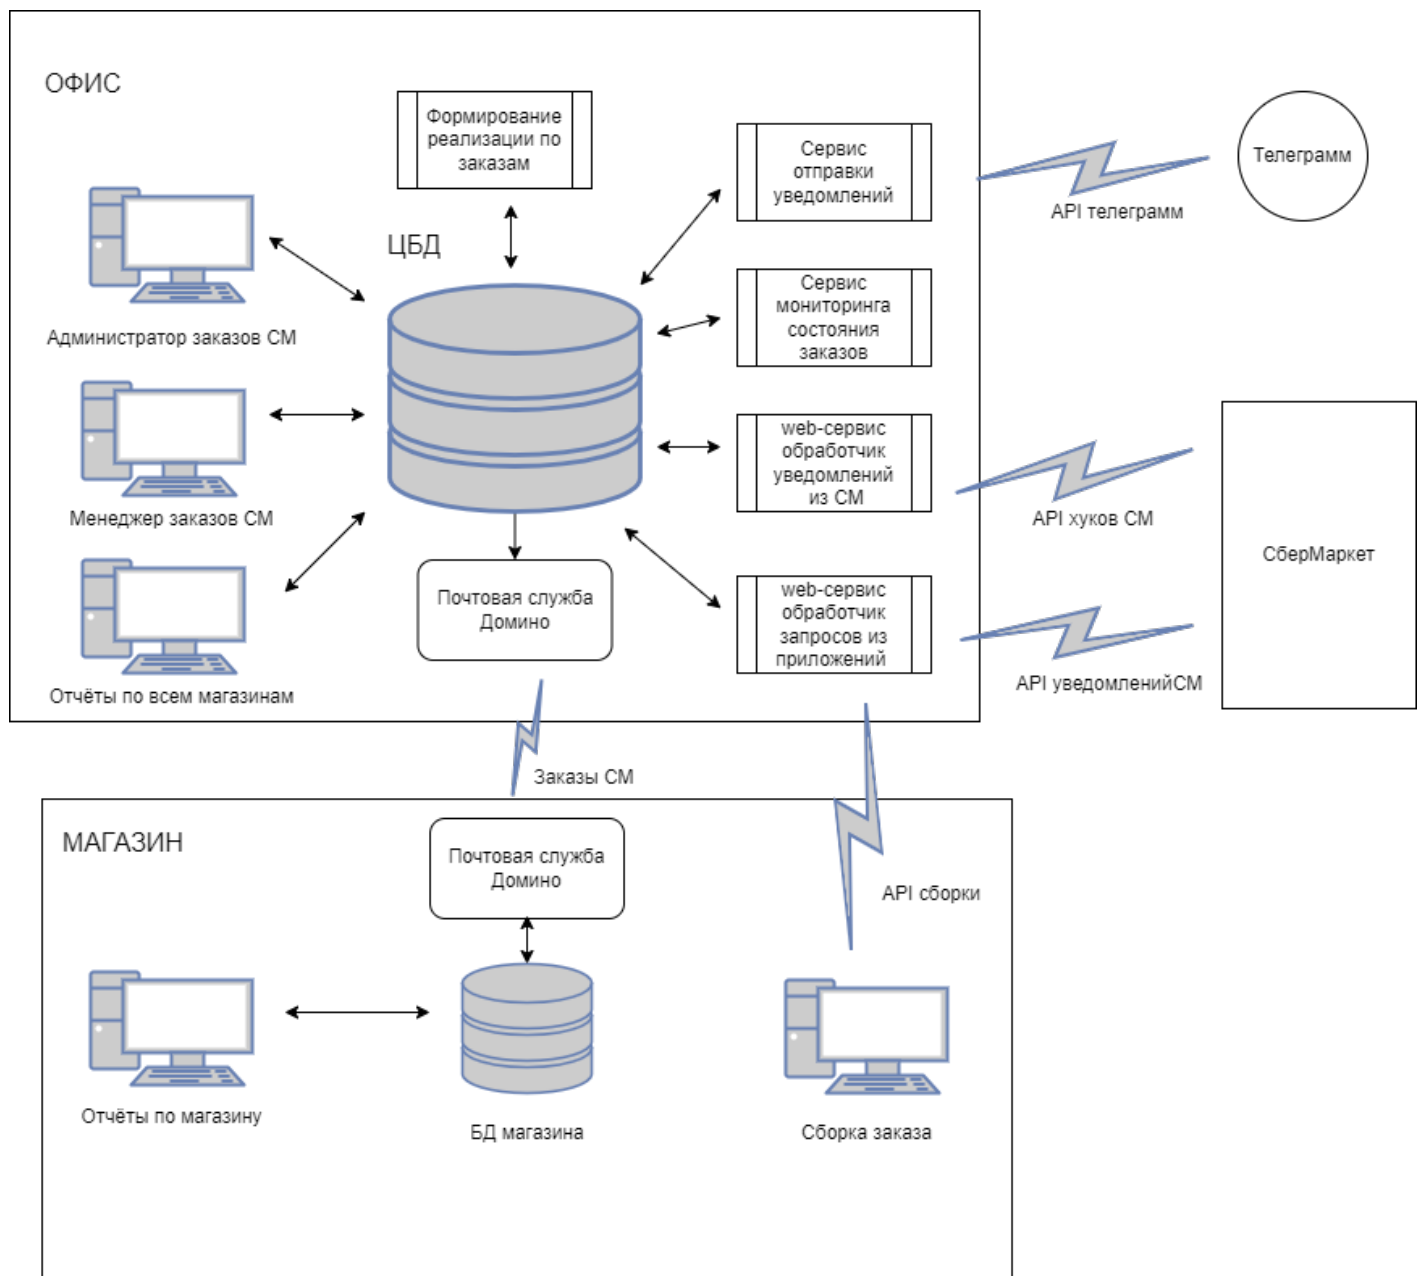 ОФИС
Формирование
реализации по
заказам
Сервис
отправки
уведомлений
Телеграмм
API телеграмм
ЦБД
Администратор заказов СМ
Сервис
мониторинга
состояния
заказов
web-сервис
обработчик
уведомлений
из СМ
API хуков СМ
СберМаркет
Менеджер заказов СМ
Почтовая служба
Домино
web-сервис
обработчик
запросов из
приложений
API уведомленийСМ
Отчёты по всем магазинам
Заказы СМ
МАГАЗИН
Почтовая служба
Домино
API сборки
Отчёты по магазину
БД магазина
Сборка заказа